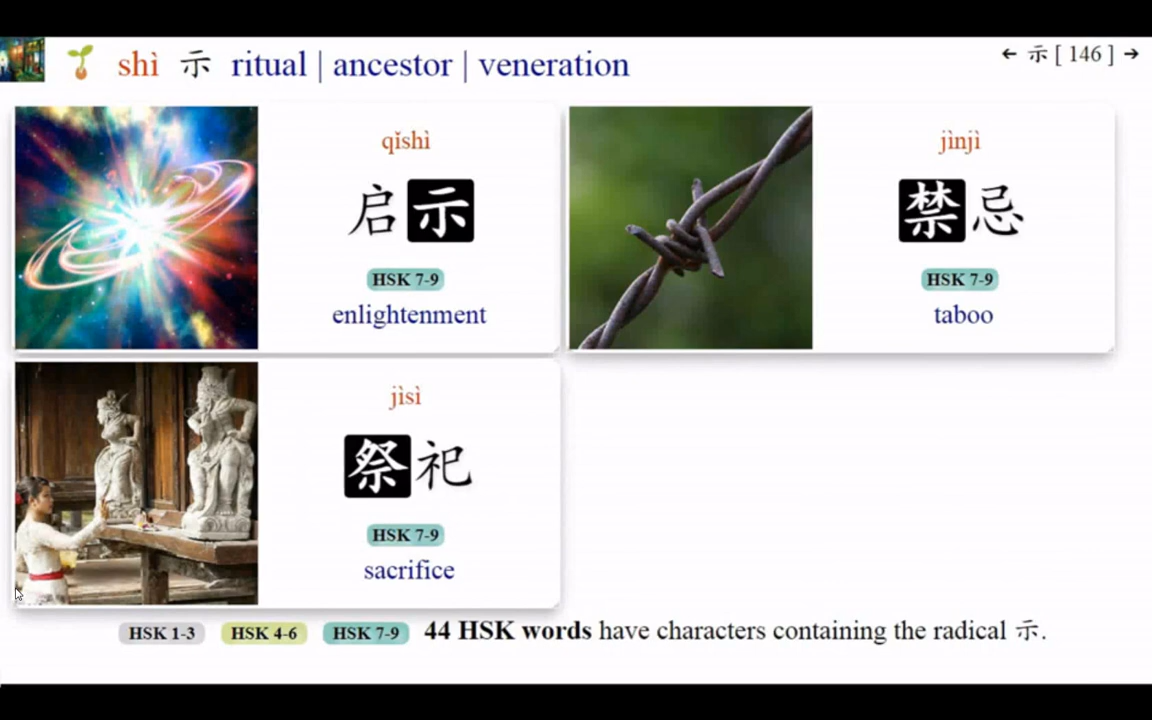 shì 示 ritual | ancestor | veneration
← 示 [ 146 ] →
qǐshì
启示
HSK 7-9
enlightenment
jìnjì
禁忌
HSK 7-9
taboo
jìsì
祭祀
HSK 7-9
sacrifice
HSK 1-3 HSK 4-6 HSK 7-9 44 HSK words have characters containing the radical 示.